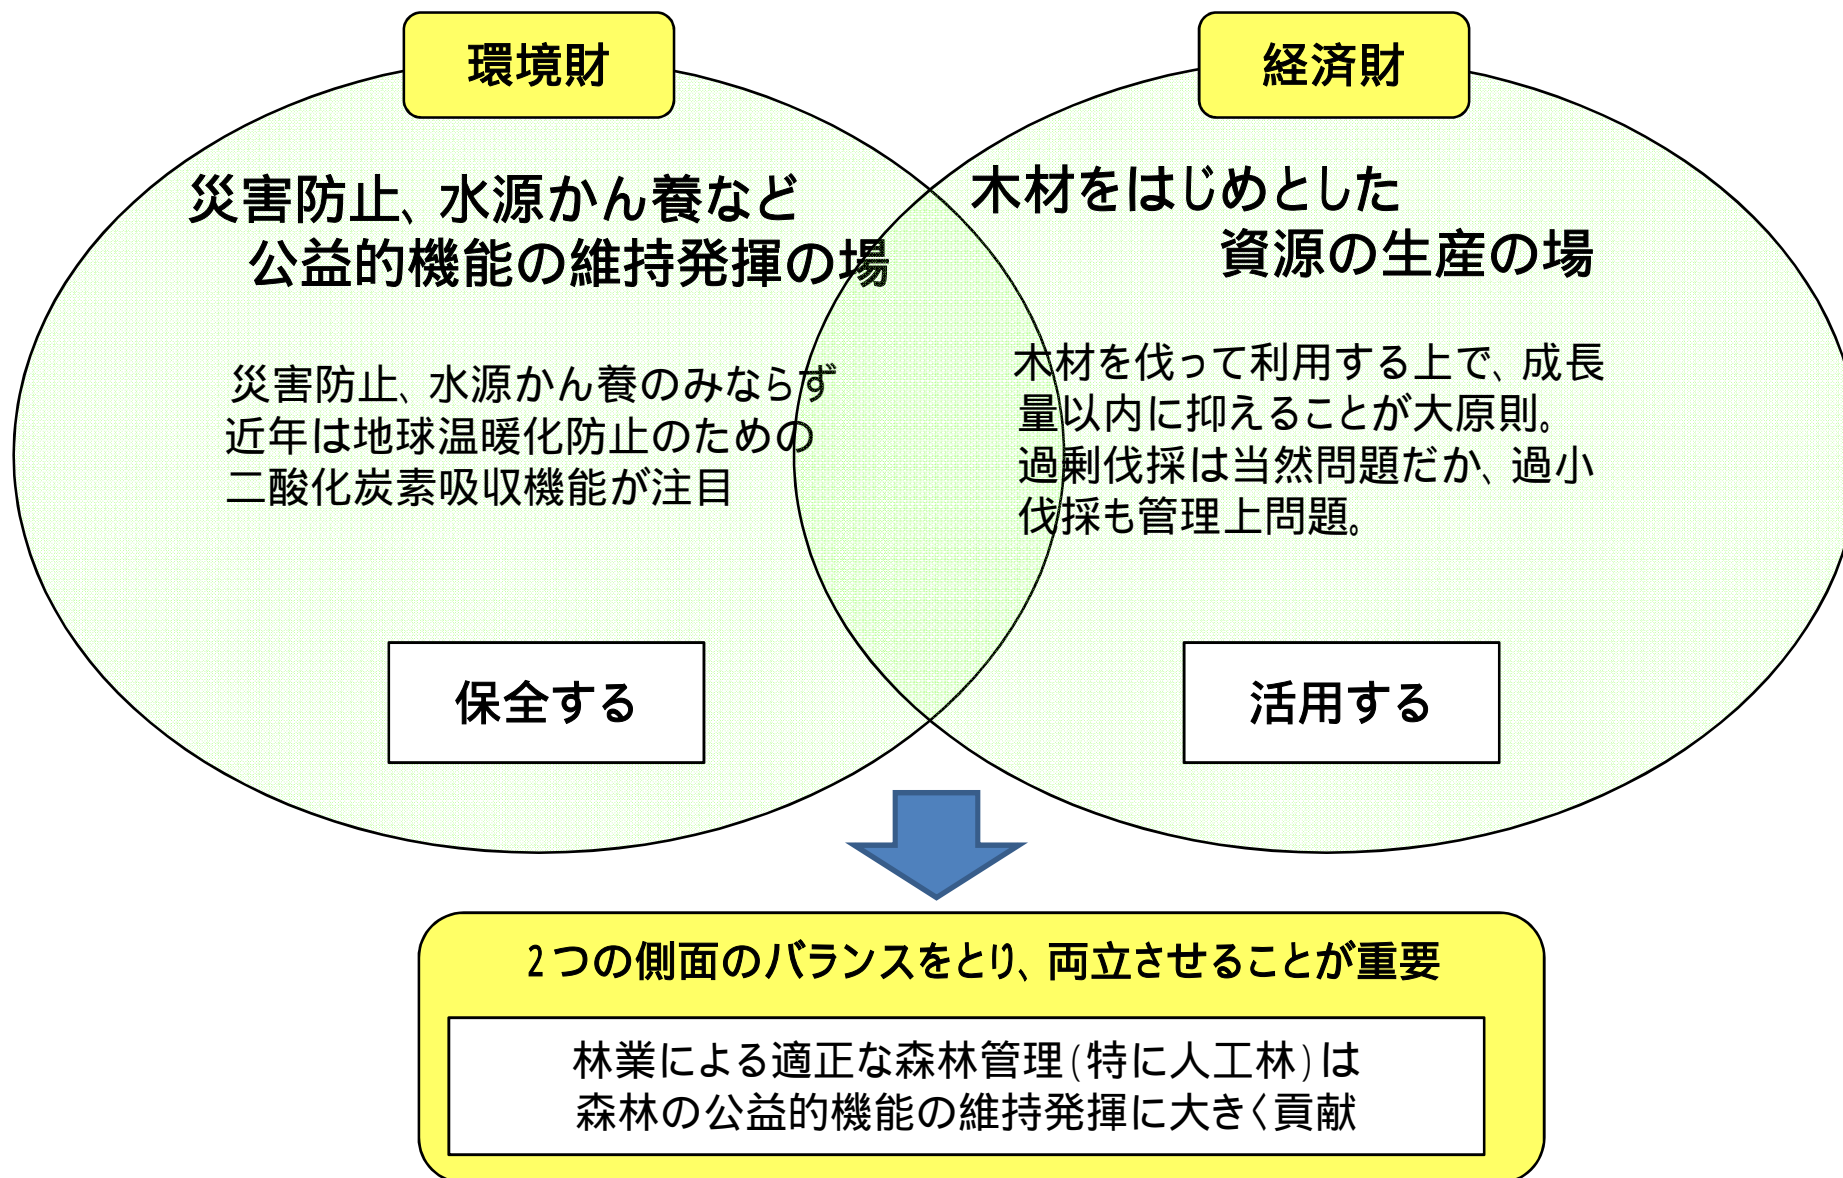 環境財
災害防止、水源かん養など
公益的機能の維持発揮の場
災害防止、水源かん養のみならず
近年は地球温暖化防止のための
二酸化炭素吸収機能が注目
保全する
経済財
木材をはじめとした
資源の生産の場
木材を伐って利用する上で、成長
量以内に抑えることが大原則。
過剰伐採は当然問題だか、過小
伐採も管理上問題。
活用する
2つの側面のバランスをとり、両立させることが重要
林業による適正な森林管理(特に人工林)は
森林の公益的機能の維持発揮に大きく貢献